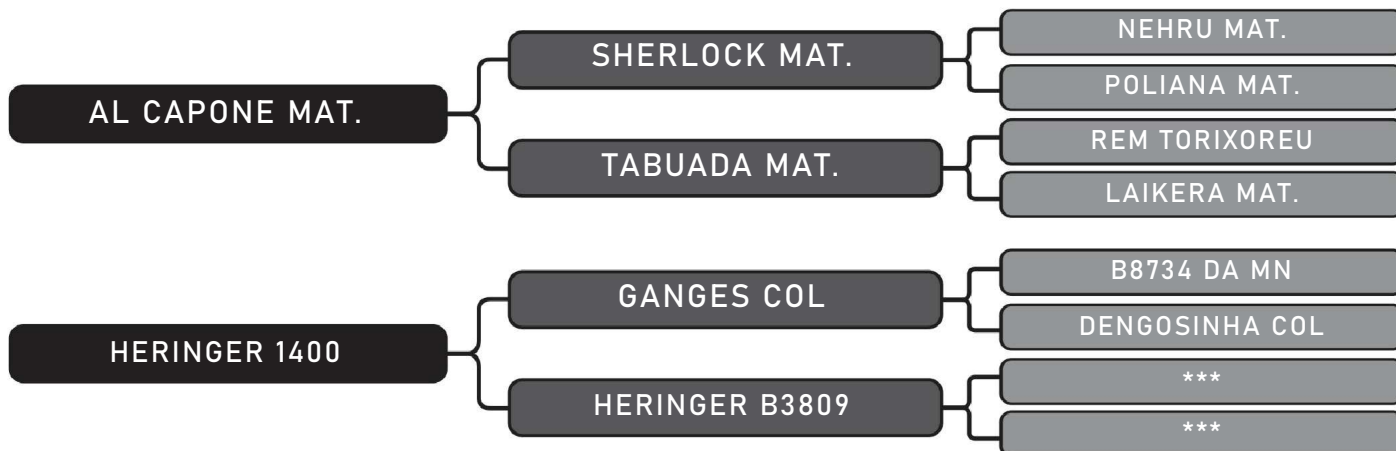 AL CAPONE MAT.
SHERLOCK MAT.
NEHRU MAT.
POLIANA MAT.
TABUADA MAT.
REM TORIXOREU
LAIKERA MAT.
HERINGER 1400
GANGES COL
B8734 DA MN
DENGOSINHA COL
HERINGER B3809
***
***